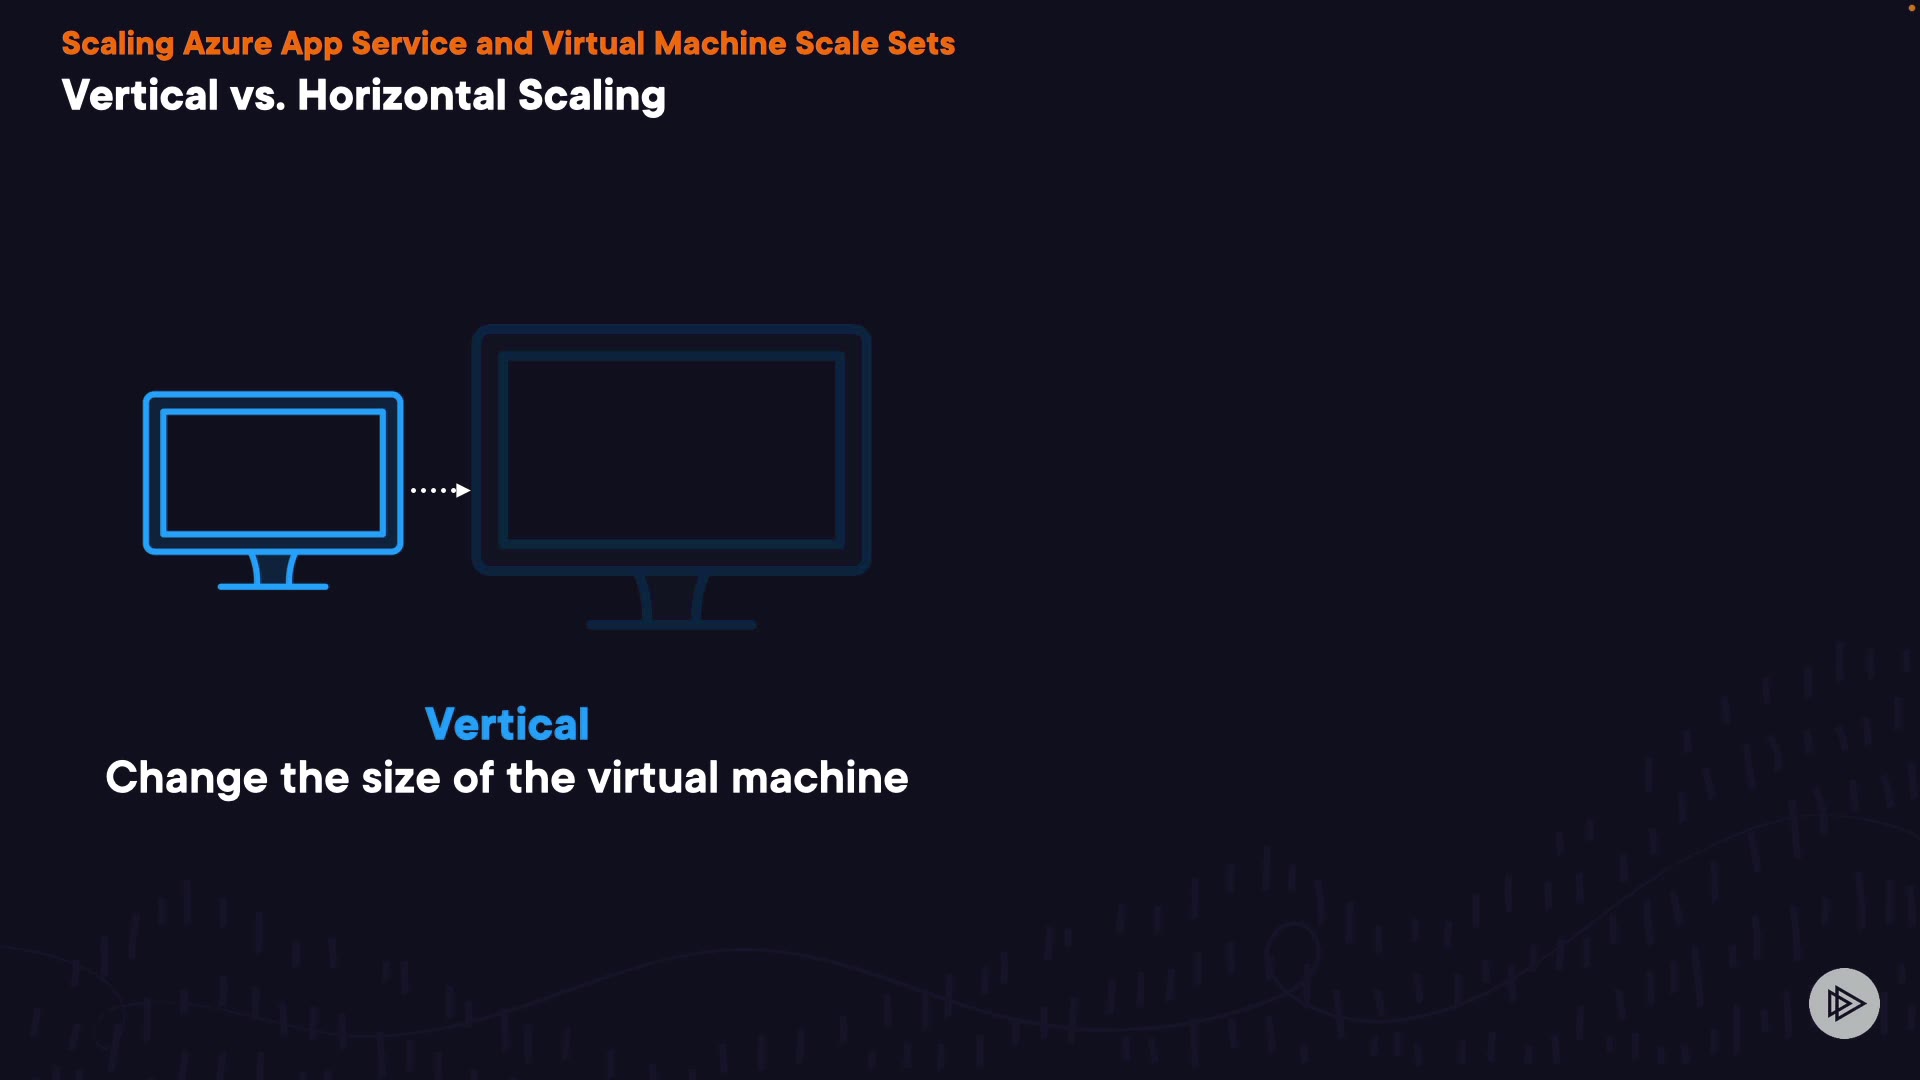 Scaling Azure App Service and Virtual Machine Scale Sets
Vertical vs. Horizontal Scaling
Vertical
Change the size of the virtual machine